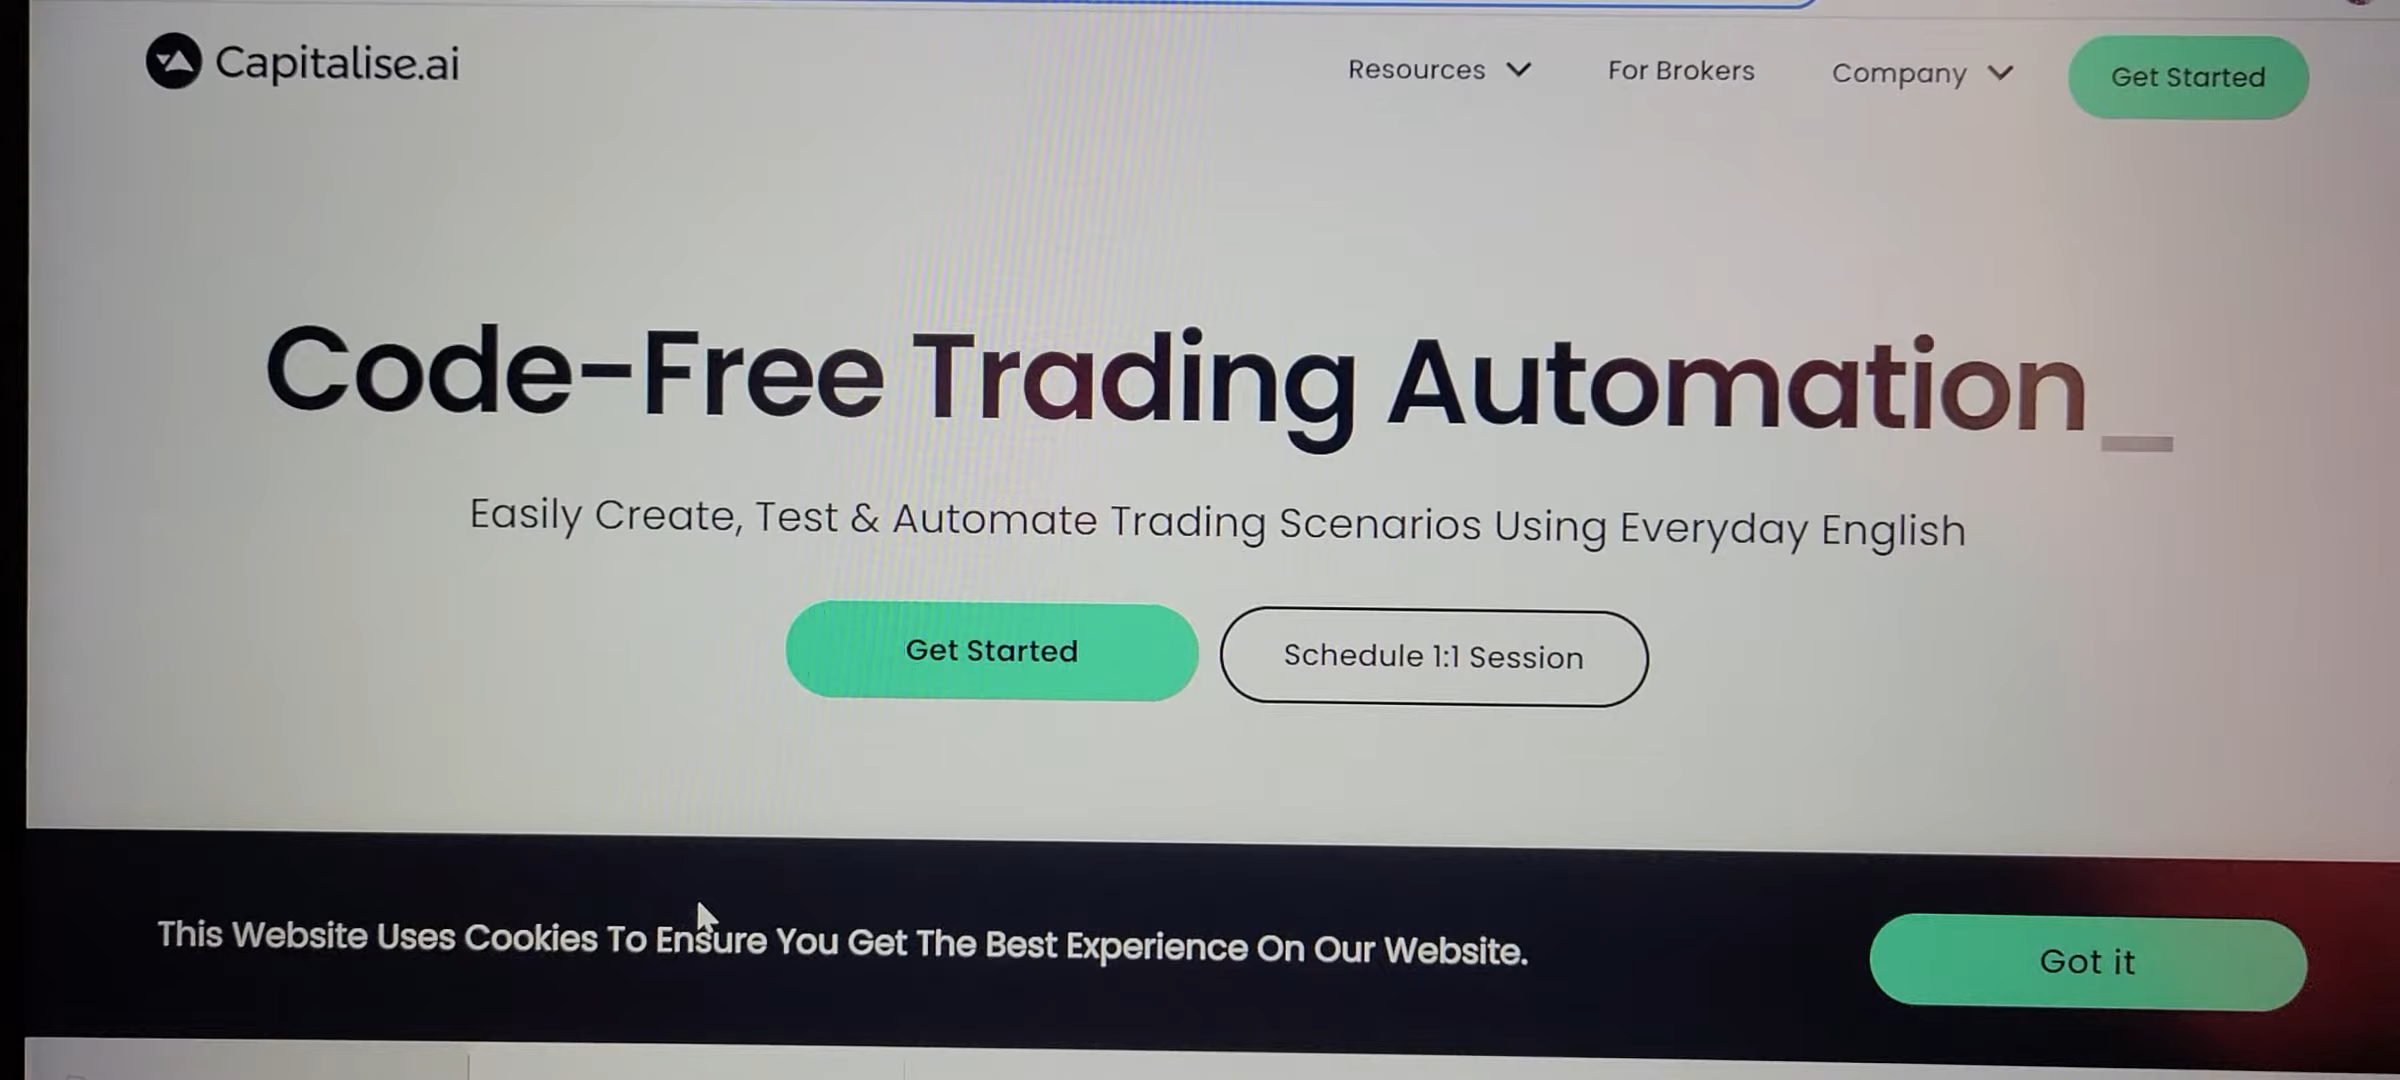 Capitalise.ai
Resources
For Brokers
Company
Get Started
Code-Free Trading Automation_
Easily Create, Test & Automate Trading Scenarios Using Everyday English
Get Started
Schedule 1:1 Session
This Website Uses Cookies To Ensure You Get The Best Experience On Our Website.
Got it